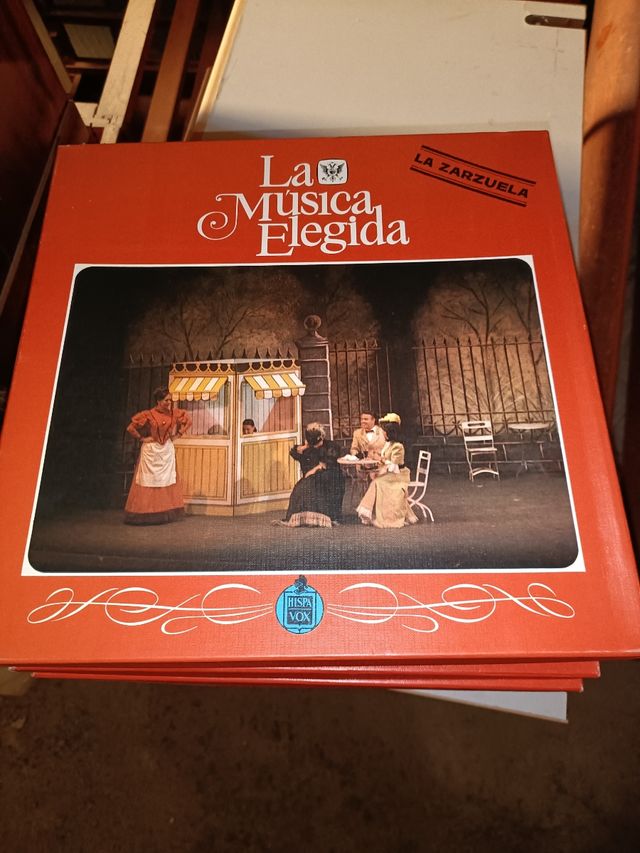 La
Música
Elegida
LA ZARZUELA
HISPA
VOX